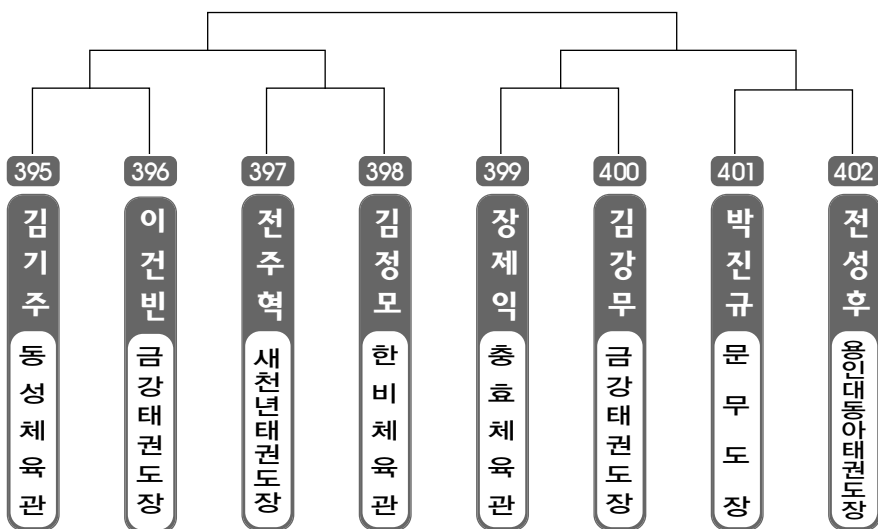 395
김기주
동성체육관
396
이건빈
금강태권도장
397
전주혁
새천년태권도장
398
김정모
한비체육관
399
장제익
충효체육관
400
김강무
금강태권도장
401
박진규
문무도장
402
전성후
용인대동아태권도장